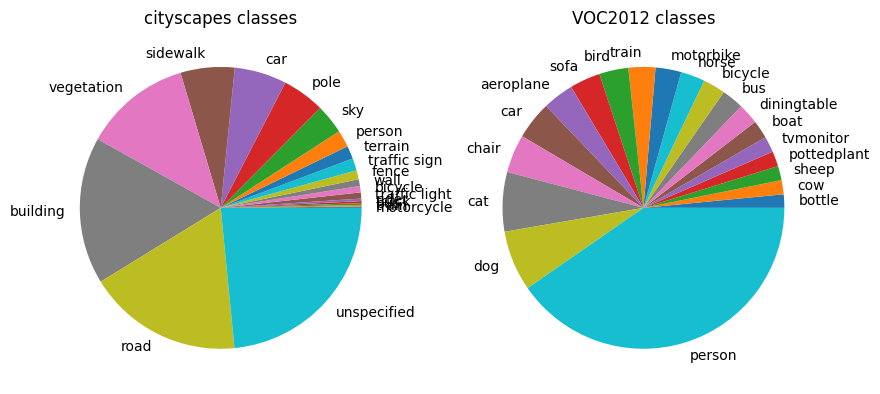 cityscapes classes
sidewalk
car
vegetation
pole
sky
person
terrain
traffic sign
fence
wall
bicycle
traffic light
motorcycle
building
unspecified
road
VOC2012 classes
train
bird
motorbike
sofa
horse
bicycle
aeroplane
bus
diningtable
car
boat
tvmonitor
chair
pottedplant
sheep
cow
cat
bottle
dog
person